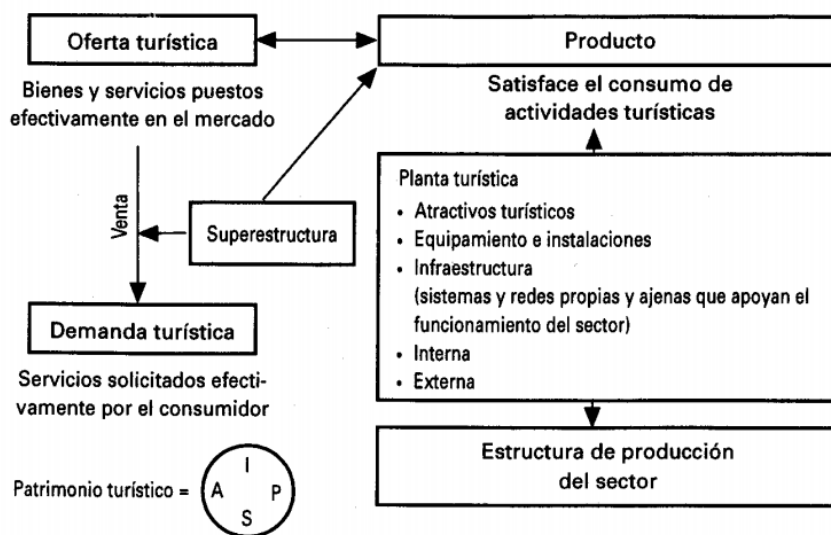 Oferta turística
Producto
Bienes y servicios puestos
efectivamente en el mercado
Satisface el consumo de
actividades turísticas
Venta
Superestructura
Planta turística
• Atractivos turísticos
• Equipamiento e instalaciones
• Infraestructura
(sistemas y redes propias y ajenas que apoyan el
funcionamiento del sector)
• Interna
• Externa
Demanda turística
Servicios solicitados efecti-
vamente por el consumidor
Estructura de producción
del sector
Patrimonio turístico =
I
A P
S